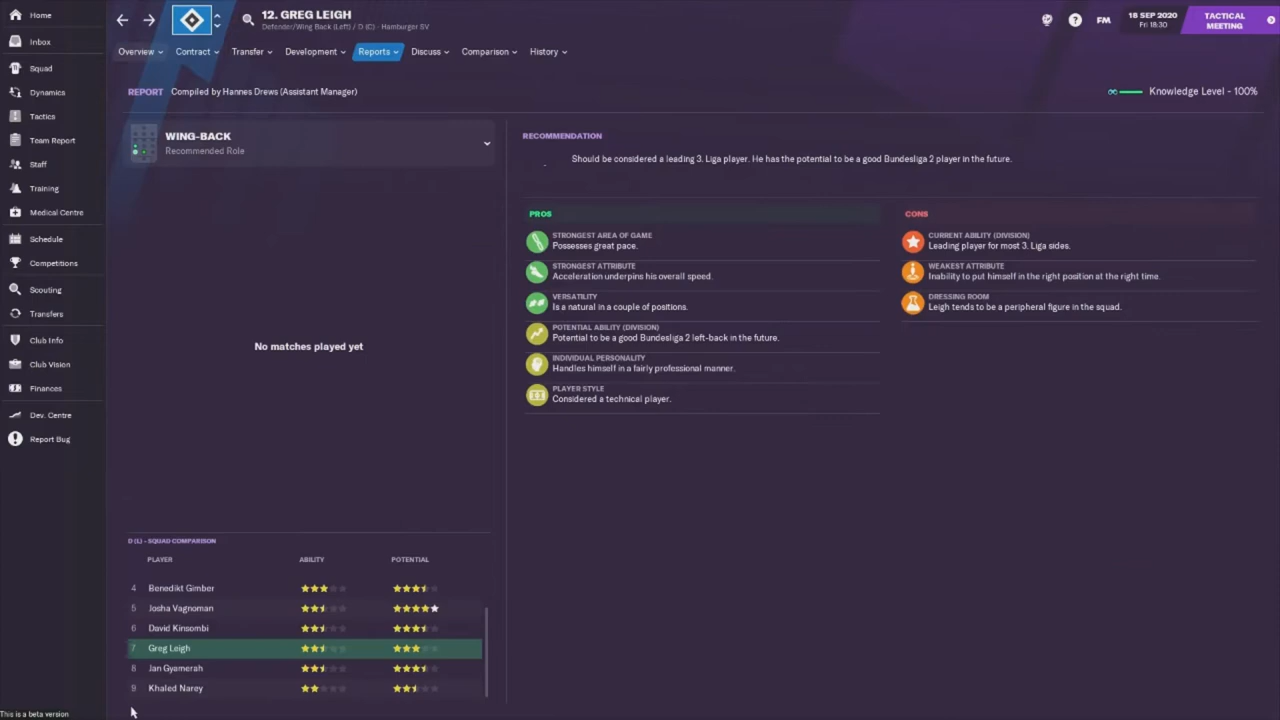 Home
Inbox
Squad
Dynamics
Tactics
Team Report
Staff
Training
Medical Centre
Schedule
Competitions
Scouting
Transfers
Club Info
Club Vision
Finances
Dev. Centre
Report Bug
This is a beta version
12. GREG LEIGH
Defender/Wing Back (Left) / D (C) - Hamburger SV
FM
18 SEP 2020
Fri 18:30
TACTICAL
MEETING
Overview
Contract
Transfer
Development
Reports
Discuss
Comparison
History
REPORT Compiled by Hannes Drews (Assistant Manager)
Knowledge Level - 100%
WING-BACK
Recommended Role
No matches played yet
D (L) - SQUAD COMPARISON
PLAYER ABILITY POTENTIAL
4 Benedikt Gimber
5 Josha Vagnoman
6 David Kinsombi
7 Greg Leigh
8 Jan Gyamerah
9 Khaled Narey
RECOMMENDATION
Should be considered a leading 3. Liga player. He has the potential to be a good Bundesliga 2 player in the future.
PROS
STRONGEST AREA OF GAME
Possesses great pace.
STRONGEST ATTRIBUTE
Acceleration underpins his overall speed.
VERSATILITY
Is a natural in a couple of positions.
POTENTIAL ABILITY (DIVISION)
Potential to be a good Bundesliga 2 left-back in the future.
INDIVIDUAL PERSONALITY
Handles himself in a fairly professional manner.
PLAYER STYLE
Considered a technical player.
CONS
CURRENT ABILITY (DIVISION)
Leading player for most 3. Liga sides.
WEAKEST ATTRIBUTE
Inability to put himself in the right position at the right time.
DRESSING ROOM
Leigh tends to be a peripheral figure in the squad.